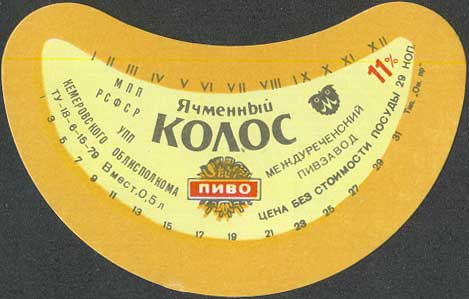 I II III IV V VI VII VIII IX X XI XII
МПП
РСФСР
УПП
КЕМЕРОВСКОГО ОБЛИСПОЛКОМА
ТУ-18-6-15-79
Вмест. 0,5 л
Ячменный
КОЛОС
ПИВО
11%
МЕЖДУРЕЧЕНСКИЙ
ПИВЗАВОД
ЦЕНА БЕЗ СТОИМОСТИ ПОСУДЫ 29 КОП.
1 3 5 7 9 11 13 15 17 19 21 23 25 27 29 31